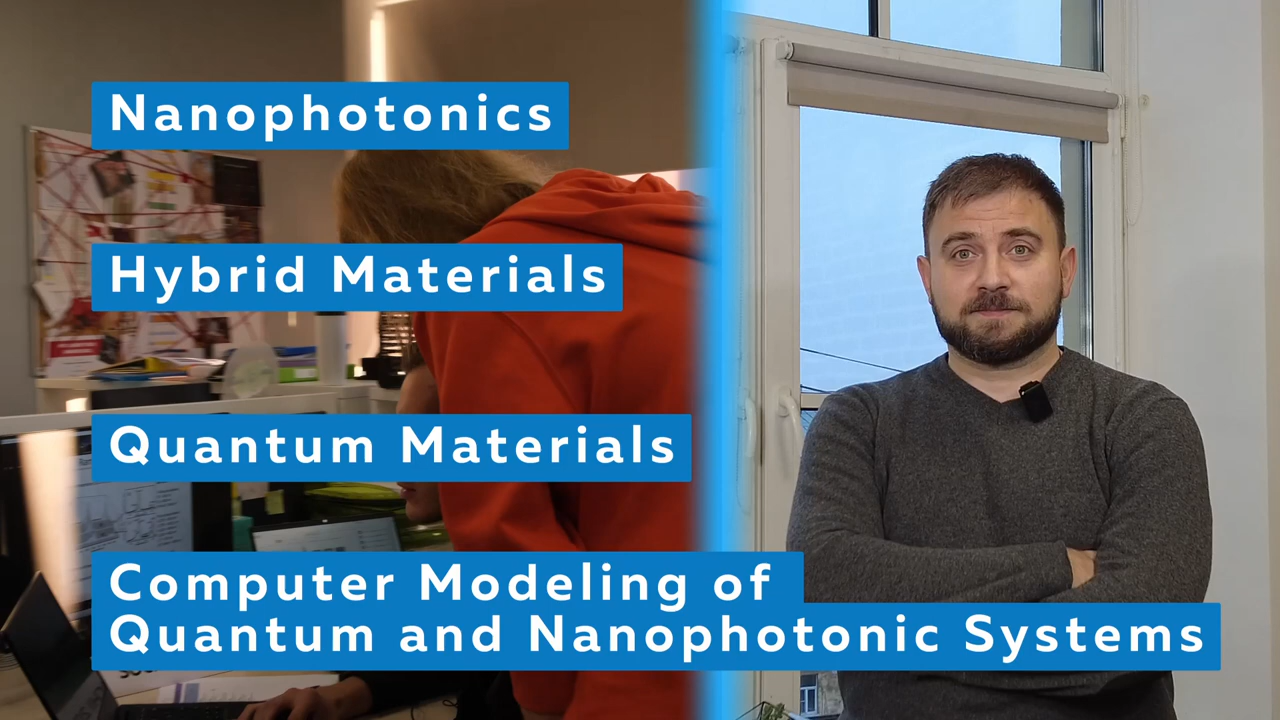 Nanophotonics
Hybrid Materials
Quantum Materials
Computer Modeling of
Quantum and Nanophotonic Systems